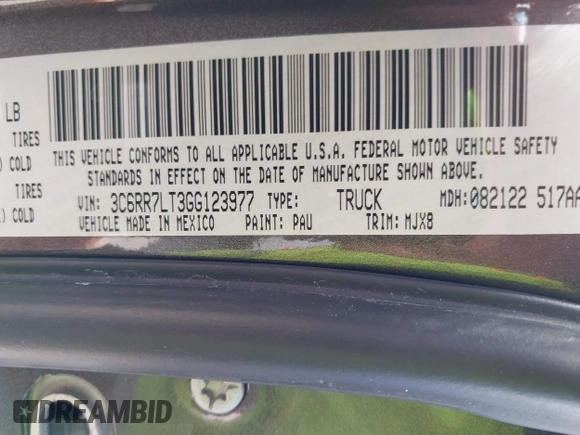 LB
TIRES
) COLD
THIS VEHICLE CONFORMS TO ALL APPLICABLE U.S.A. FEDERAL MOTOR VEHICLE SAFETY
STANDARDS IN EFFECT ON THE DATE OF MANUFACTURE SHOWN ABOVE.
TIRES
) COLD
VIN: 3C6RR7LT3GG123977 TYPE: TRUCK MDH:082122 517AA
VEHICLE MADE IN MEXICO PAINT: PAU TRIM: MJX8
DREAMBID